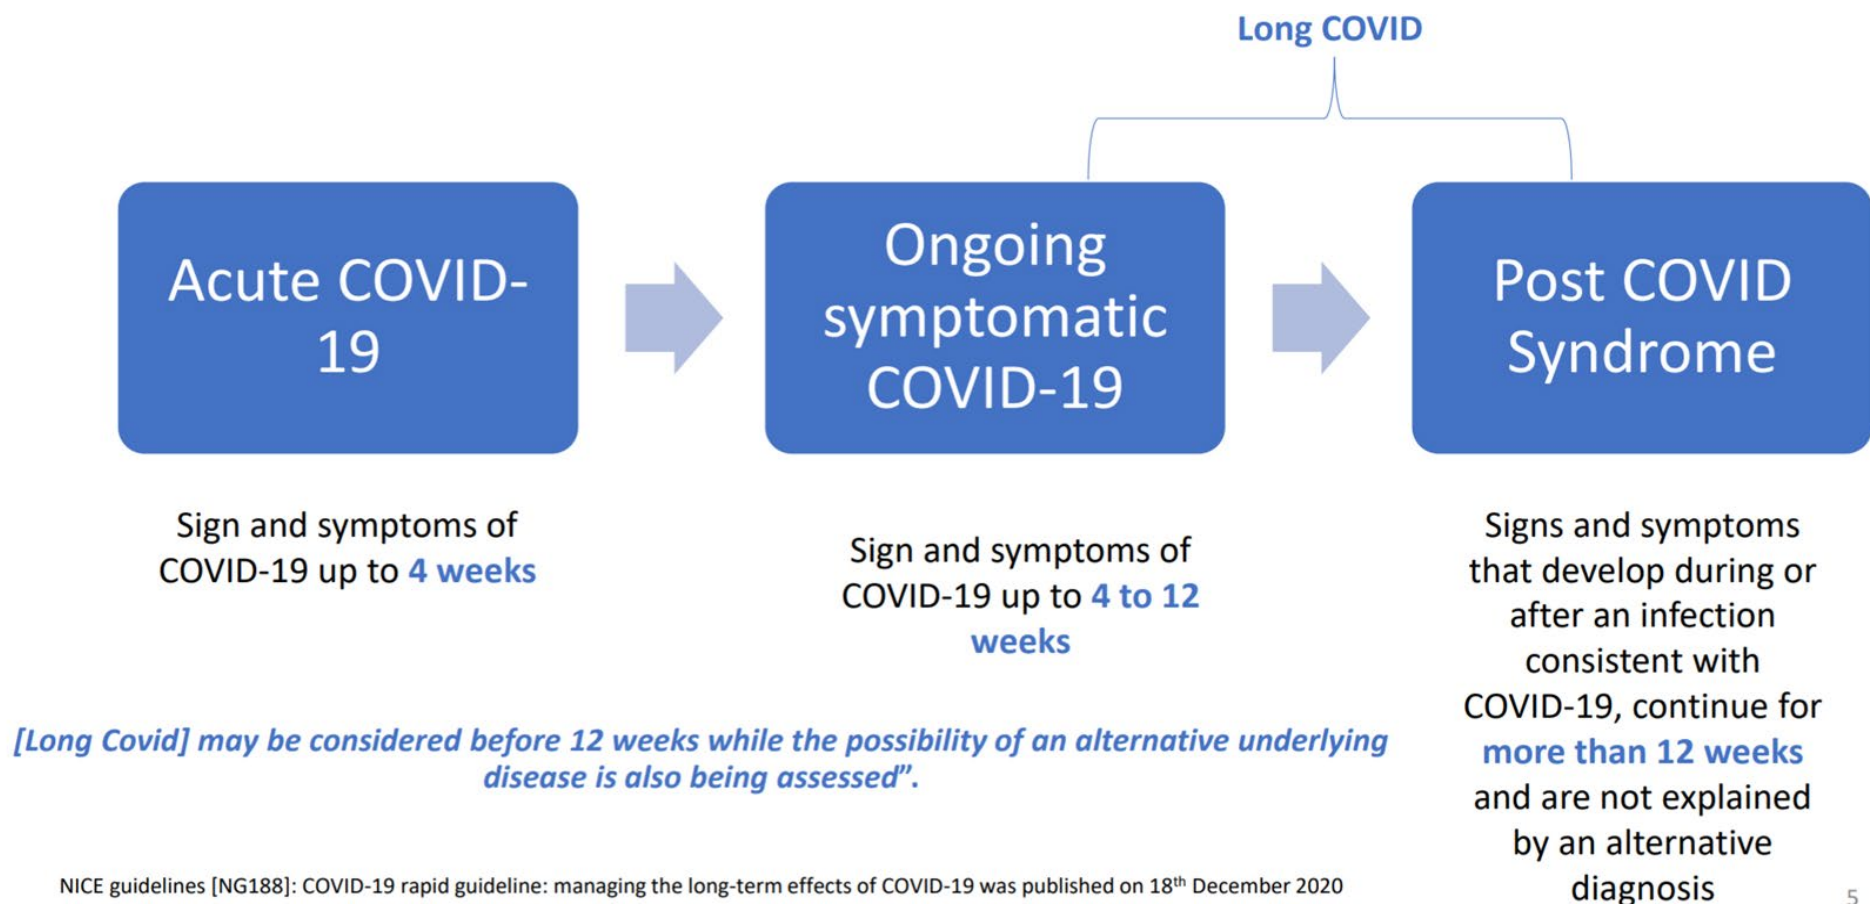 Long COVID
Acute COVID-
19
Ongoing
symptomatic
COVID-19
Post COVID
Syndrome
Sign and symptoms of
COVID-19 up to 4 weeks
Sign and symptoms of
COVID-19 up to 4 to 12
weeks
Signs and symptoms
that develop during or
after an infection
consistent with
COVID-19, continue for
more than 12 weeks
and are not explained
by an alternative
diagnosis
[Long Covid] may be considered before 12 weeks while the possibility of an alternative underlying
disease is also being assessed”.
NICE guidelines [NG188]: COVID-19 rapid guideline: managing the long-term effects of COVID-19 was published on 18th December 2020
5